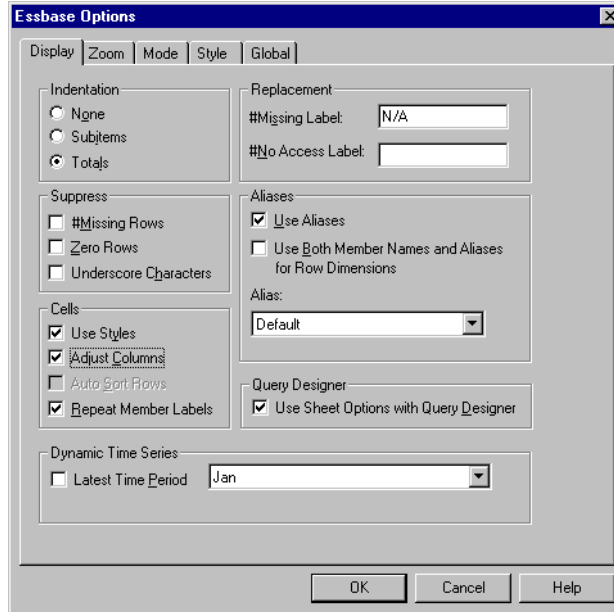 Essbase Options
Display Zoom Mode Style Global
Indentation
None
Subitems
Totals
Replacement
#Missing Label: N/A
#No Access Label:
Suppress
#Missing Rows
Zero Rows
Underscore Characters
Aliases
Use Aliases
Use Both Member Names and Aliases
for Row Dimensions
Alias:
Default
Cells
Use Styles
Adjust Columns
Auto Sort Rows
Repeat Member Labels
Query Designer
Use Sheet Options with Query Designer
Dynamic Time Series
Latest Time Period Jan
OK Cancel Help